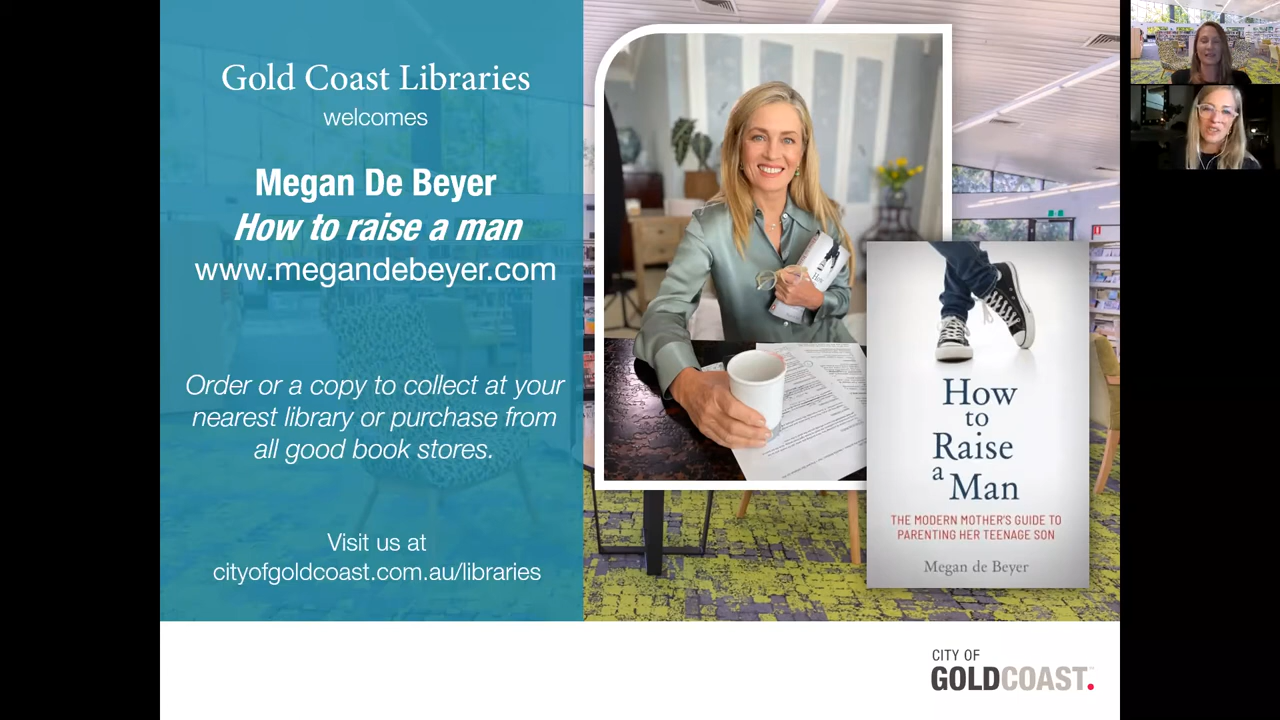 Gold Coast Libraries
welcomes
Megan De Beyer
How to raise a man
www.megandebeyer.com
Order or a copy to collect at your
nearest library or purchase from
all good book stores.
Visit us at
cityofgoldcoast.com.au/libraries
How
to
Raise
a
Man
THE MODERN MOTHER'S GUIDE TO
PARENTING HER TEENAGE SON
Megan de Beyer
CITY OF
GOLDCOAST.